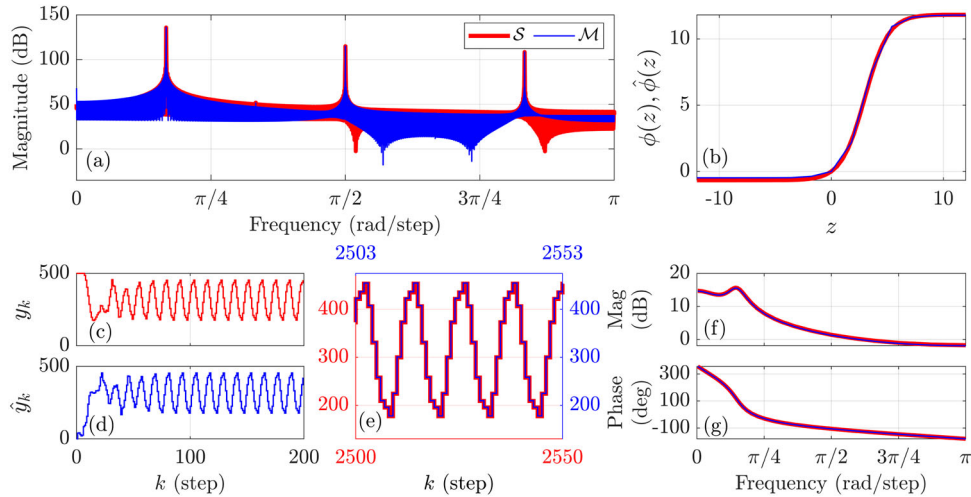 150
100
50
0
Magnitude (dB)
S
M
(a)
0
π/4
π/2
3π/4
π
Frequency (rad/step)
10
5
0
ϕ(z), ϕ̂(z)
(b)
-10
0
10
z
500
0
y_k
(c)
500
0
ŷ_k
(d)
0
100
200
k (step)
2503
2553
400
300
200
400
300
200
(e)
2500
2550
k (step)
20
10
0
Mag
(dB)
(f)
300
100
-100
Phase
(deg)
(g)
0
π/4
π/2
3π/4
π
Frequency (rad/step)